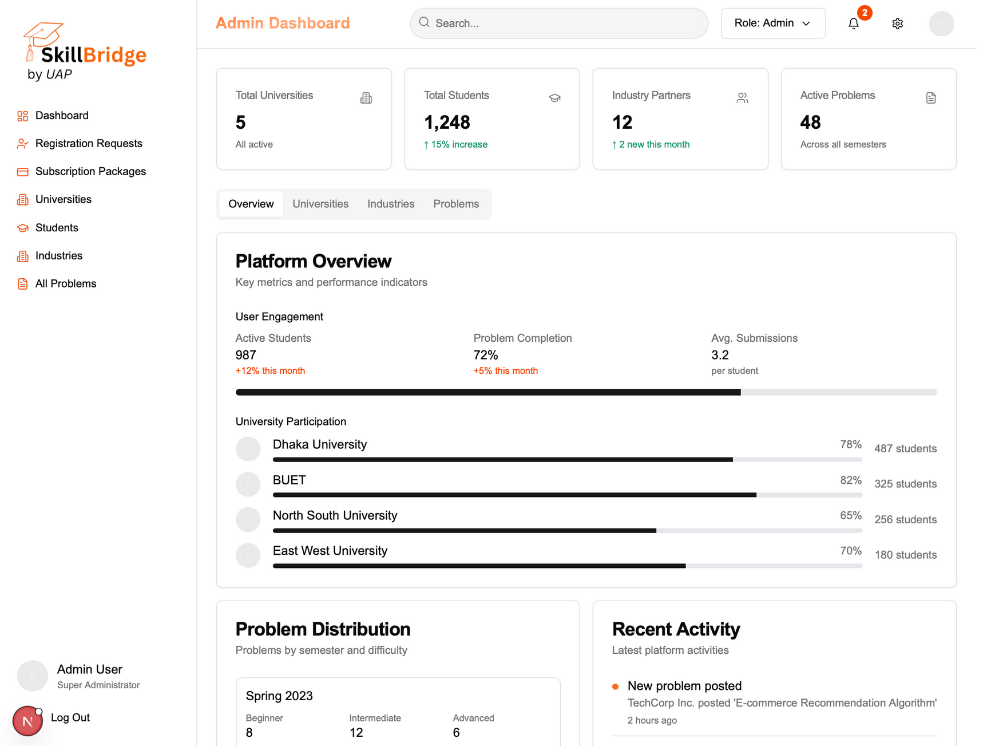 SkillBridge
by UAP
Dashboard
Registration Requests
Subscription Packages
Universities
Students
Industries
All Problems
Admin User
Super Administrator
N
Log Out
Admin Dashboard
Search...
Role: Admin
2
Total Universities
5
All active
Total Students
1,248
↑ 15% increase
Industry Partners
12
↑ 2 new this month
Active Problems
48
Across all semesters
Overview
Universities
Industries
Problems
Platform Overview
Key metrics and performance indicators
User Engagement
Active Students
987
+12% this month
Problem Completion
72%
+5% this month
Avg. Submissions
3.2
per student
University Participation
Dhaka University
78%
487 students
BUET
82%
325 students
North South University
65%
256 students
East West University
70%
180 students
Problem Distribution
Problems by semester and difficulty
Spring 2023
Beginner
8
Intermediate
12
Advanced
6
Recent Activity
Latest platform activities
New problem posted
TechCorp Inc. posted 'E-commerce Recommendation Algorithm'
2 hours ago